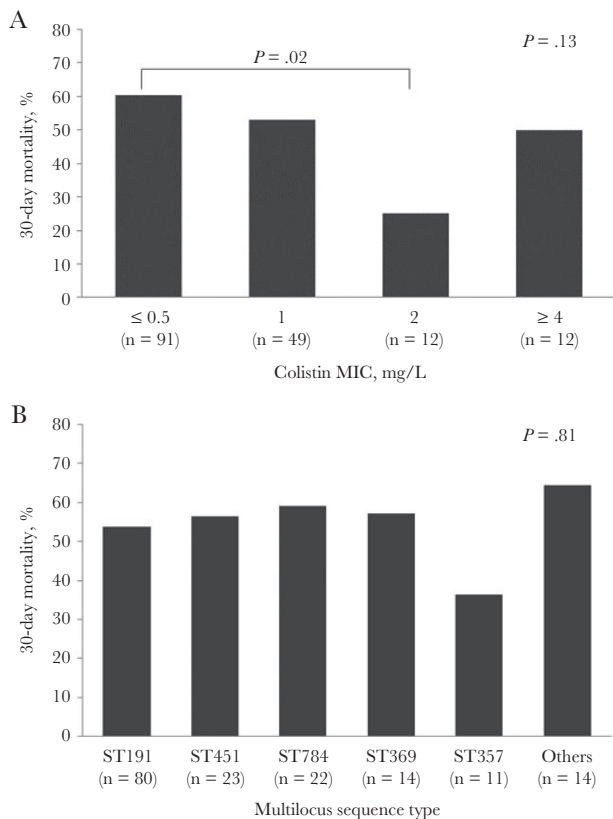 A
80
70
60
50
40
30
20
10
0
30-day mortality, %
P = .02
P = .13
≤ 0.5 1 2 ≥ 4
(n = 91) (n = 49) (n = 12) (n = 12)
Colistin MIC, mg/L
B
80
70
60
50
40
30
20
10
0
30-day mortality, %
P = .81
ST191 ST451 ST784 ST369 ST357 Others
(n = 80) (n = 23) (n = 22) (n = 14) (n = 11) (n = 14)
Multilocus sequence type